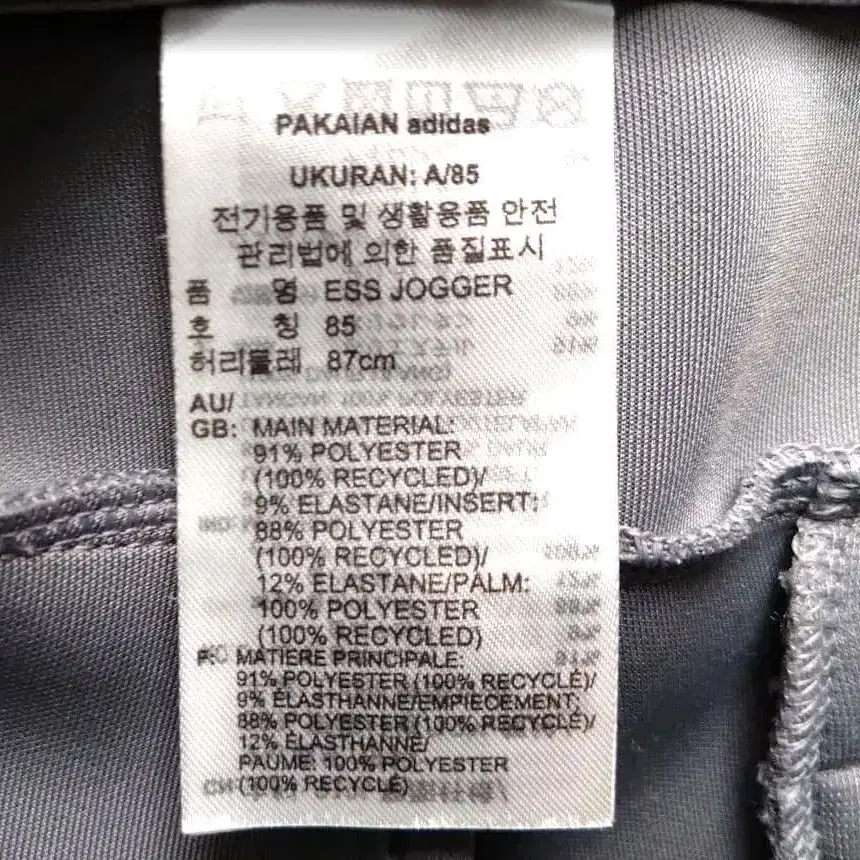 PAKAIAN adidas
UKURAN: A/85
전기용품 및 생활용품 안전
관리법에 의한 품질표시
품 명 ESS JOGGER
호 칭 85
허리둘레 87cm
AU/
GB: MAIN MATERIAL:
91% POLYESTER
(100% RECYCLED)/
9% ELASTANE/INSERT:
88% POLYESTER
(100% RECYCLED)/
12% ELASTANE/PALM:
100% POLYESTER
(100% RECYCLED)
F: MATIERE PRINCIPALE:
91% POLYESTER (100% RECYCLÉ)/
9% ÉLASTHANNE/EMPIECEMENT,
88% POLYESTER (100% RECYCLÉ)/
12% ÉLASTHANNE/
PAUME: 100% POLYESTER
(100% RECYCLÉ)